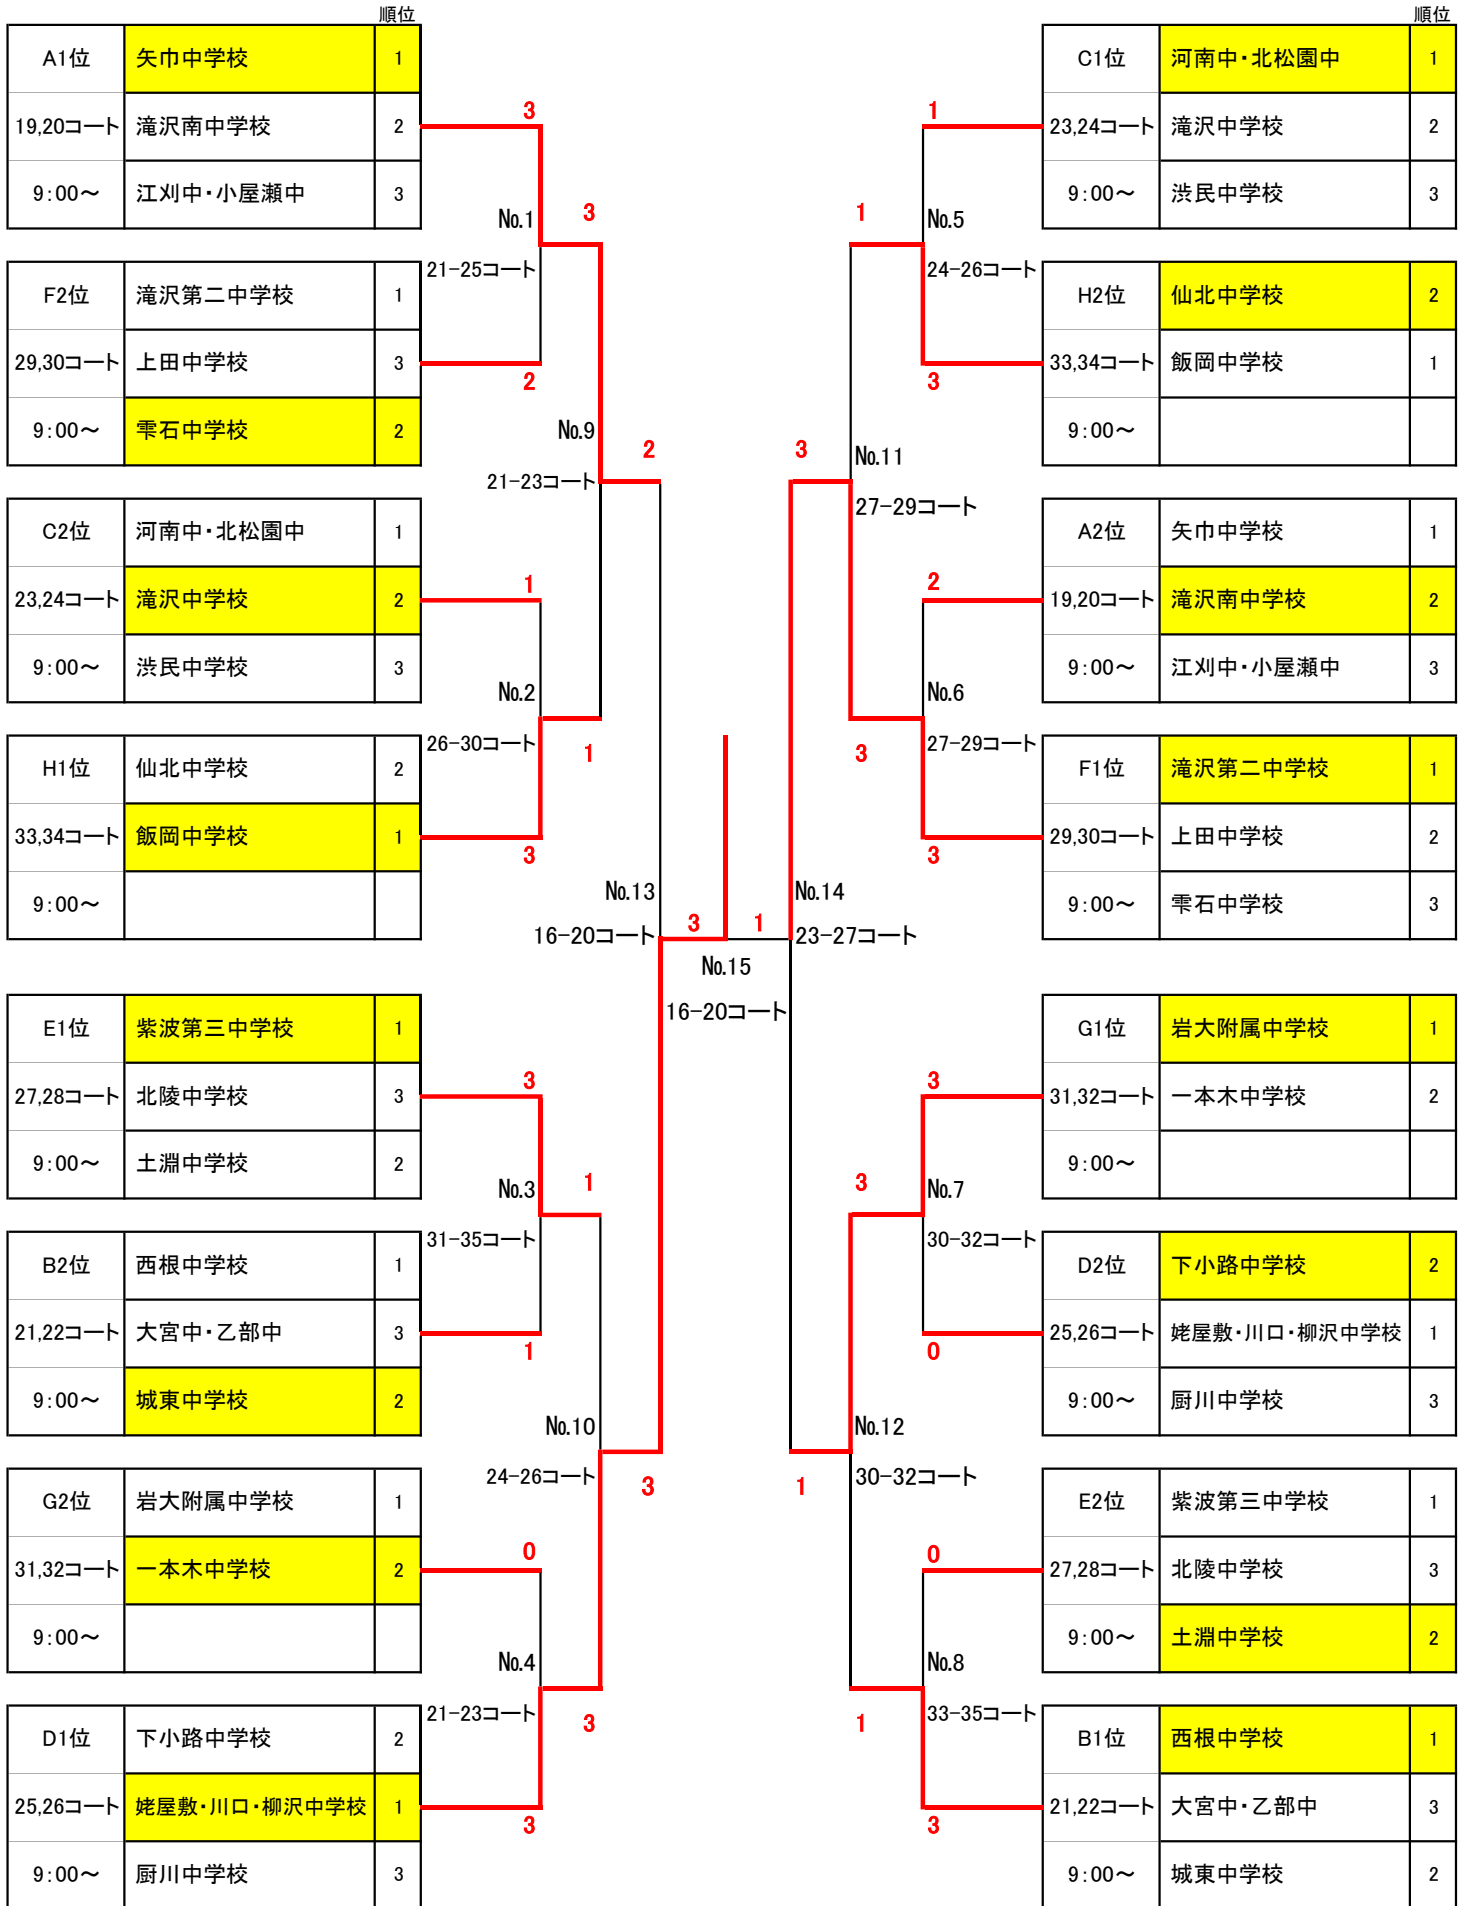 順位
A1位 矢巾中学校 1
19,20コート 滝沢南中学校 2
9:00～ 江刈中・小屋瀬中 3
3
No.1
21-25コート
3
F2位 滝沢第二中学校 1
29,30コート 上田中学校 3
9:00～ 雫石中学校 2
2
No.9
21-23コート
2
C2位 河南中・北松園中 1
23,24コート 滝沢中学校 2
9:00～ 渋民中学校 3
1
No.2
26-30コート
1
H1位 仙北中学校 2
33,34コート 飯岡中学校 1
9:00～
3
No.13
16-20コート
3
E1位 紫波第三中学校 1
27,28コート 北陵中学校 3
9:00～ 土淵中学校 2
3
No.3
31-35コート
1
B2位 西根中学校 1
21,22コート 大宮中・乙部中 3
9:00～ 城東中学校 2
1
No.10
24-26コート
3
G2位 岩大附属中学校 1
31,32コート 一本木中学校 2
9:00～
0
No.4
21-23コート
3
D1位 下小路中学校 2
25,26コート 姥屋敷・川口・柳沢中学校 1
9:00～ 厨川中学校 3
3
No.15
16-20コート
順位
C1位 河南中・北松園中 1
23,24コート 滝沢中学校 2
9:00～ 渋民中学校 3
1
No.5
24-26コート
1
H2位 仙北中学校 2
33,34コート 飯岡中学校 1
9:00～
3
No.11
27-29コート
3
A2位 矢巾中学校 1
19,20コート 滝沢南中学校 2
9:00～ 江刈中・小屋瀬中 3
2
No.6
27-29コート
3
F1位 滝沢第二中学校 1
29,30コート 上田中学校 2
9:00～ 雫石中学校 3
3
No.14
23-27コート
1
G1位 岩大附属中学校 1
31,32コート 一本木中学校 2
9:00～
3
No.7
30-32コート
3
D2位 下小路中学校 2
25,26コート 姥屋敷・川口・柳沢中学校 1
9:00～ 厨川中学校 3
0
No.12
30-32コート
1
E2位 紫波第三中学校 1
27,28コート 北陵中学校 3
9:00～ 土淵中学校 2
0
No.8
33-35コート
1
B1位 西根中学校 1
21,22コート 大宮中・乙部中 3
9:00～ 城東中学校 2
3